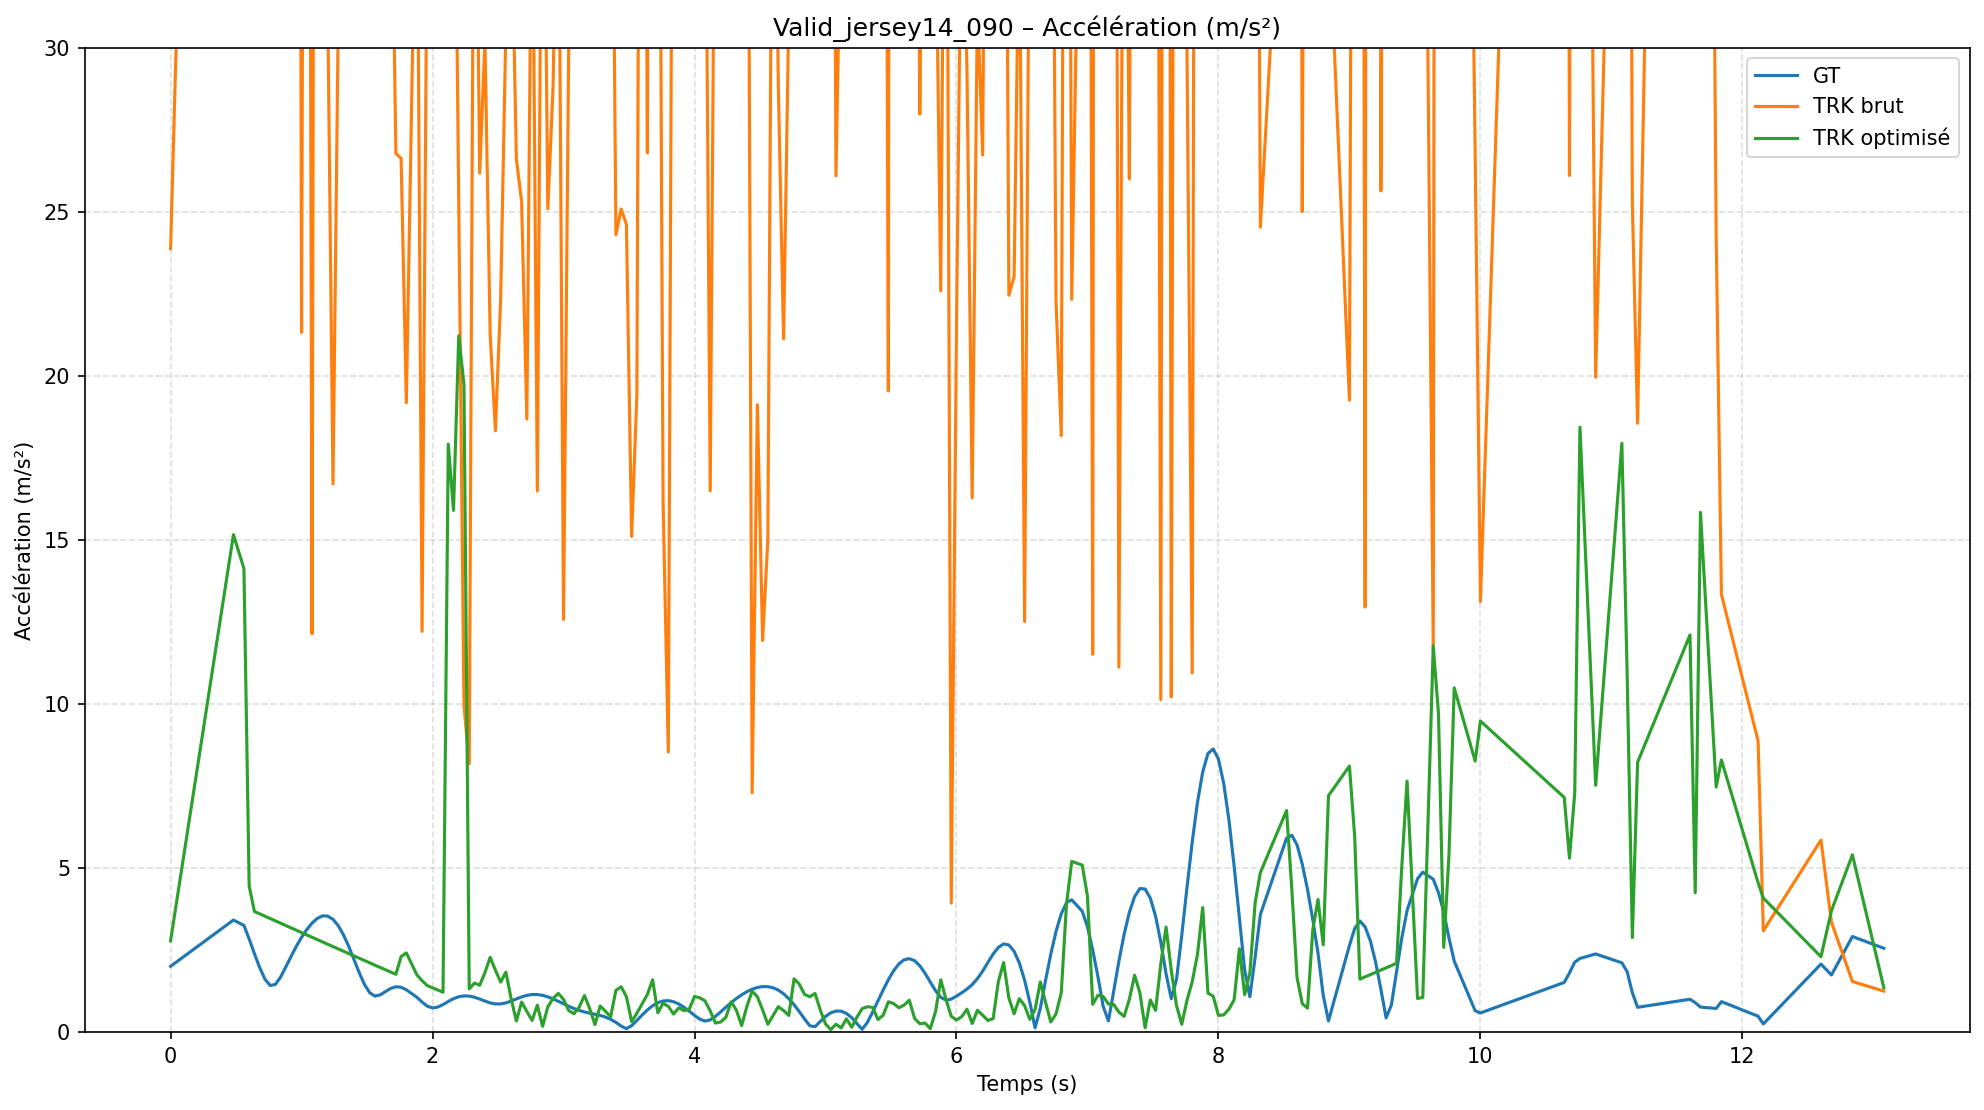 Valid_jersey14_090 – Accélération (m/s²)
GT
TRK brut
TRK optimisé
Accélération (m/s²)
30
25
20
15
10
5
0
0 2 4 6 8 10 12
Temps (s)